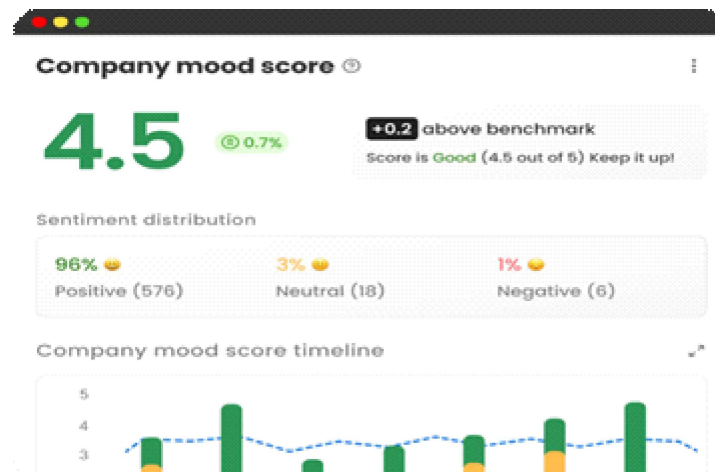 Company mood score
4.5
0.7%
+0.2 above benchmark
Score is Good (4.5 out of 5) Keep it up!
Sentiment distribution
96%
Positive (576)
3%
Neutral (18)
1%
Negative (6)
Company mood score timeline
5
4
3